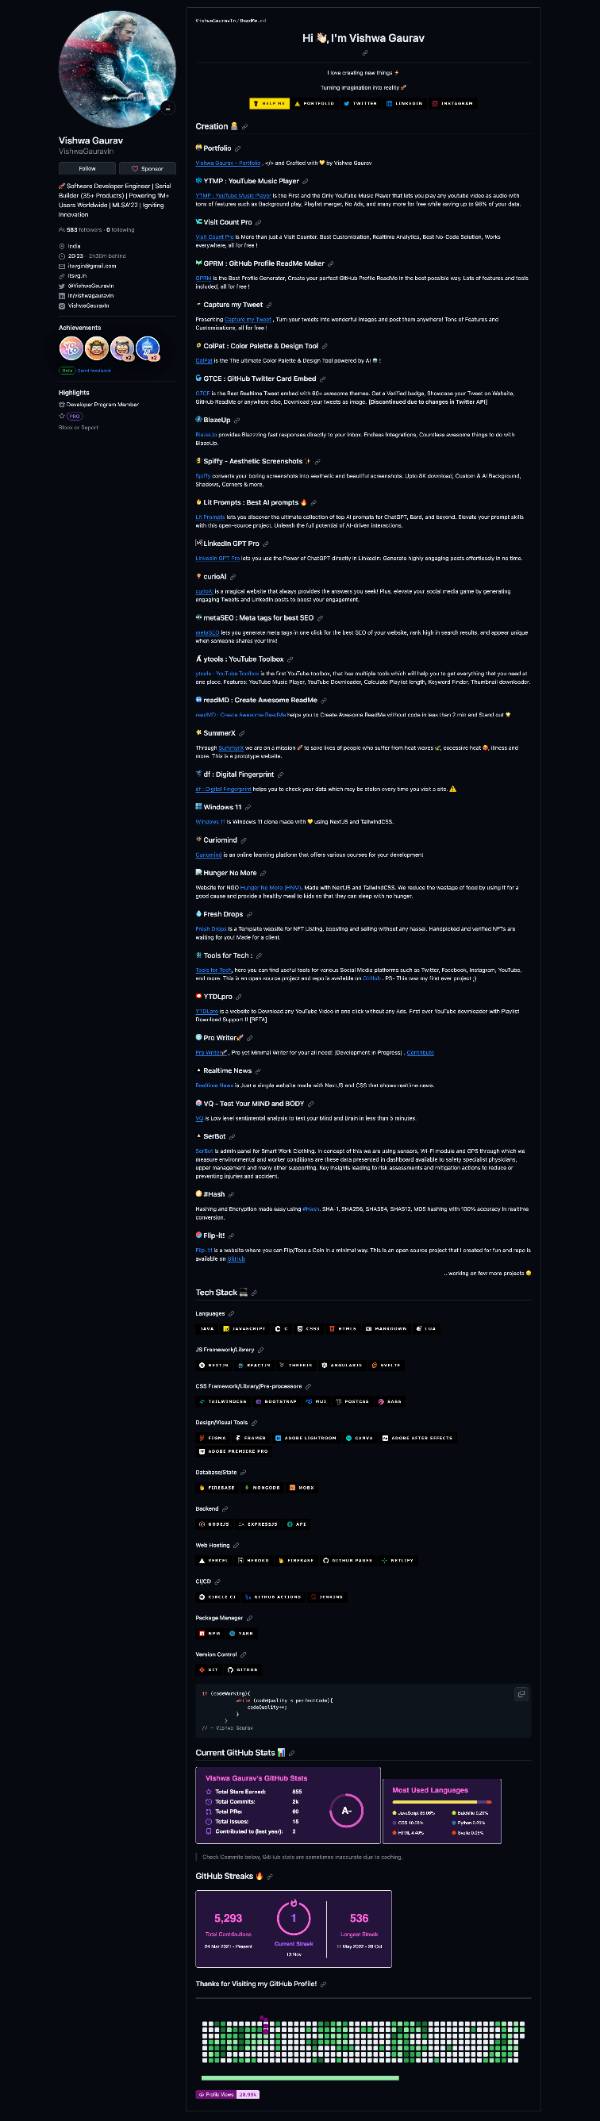 VishwaGauravIn/ReadMe.md
Hi 👋🏻, I'm Vishwa Gaurav
I love creating new things ⚡
Turning imagination into reality 🚀
HELP ME PORTFOLIO TWITTER LINKEDIN INSTAGRAM
Vishwa Gaurav
VishwaGauravIn
Follow Sponsor
🚀 Software Developer Engineer | Serial
Builder (35+ Products) | Powering 1M+
Users Worldwide | MLSA'22 | Igniting
Innovation
583 followers · 0 following
India
itsvgin@gmail.com
itsvg.in
@VishwaGauravIn
in/vishwagauravin
VishwaGauravIn
Achievements
x2
x2
Beta Send feedback
Highlights
Developer Program Member
PRO
Block or Report
Creation
Portfolio
Vishwa Gaurav - Portfolio , </> and Crafted with 💛 by Vishwa Gaurav
YTMP : YouTube Music Player
YTMP : YouTube Music Player is the First and the Only YouTube Music Player that lets you play any youtube video as audio with
tons of features such as Background play, Playlist merger, No Ads, and many more for free while saving up to 98% of your data.
Visit Count Pro
Visit Count Pro is More than just a Visit Counter. Best Customization, Realtime Analytics, Best No-Code Solution, Works
everywhere, all for free !
GPRM : GitHub Profile ReadMe Maker
GPRM is the Best Profile Generator, Create your perfect GitHub Profile ReadMe in the best possible way. Lots of features and tools
included, all for free !
Capture my Tweet
Presenting Capture my Tweet , Turn your tweets into wonderful images and post them anywhere! Tons of Features and
Customisations, all for free !
ColPat : Color Palette & Design Tool
ColPat is the The ultimate Color Palette & Design Tool powered by AI 🤖 !
GTCE : GitHub Twitter Card Embed
GTCE is the Best Realtime Tweet embed with 60+ awesome themes. Get a Verified badge, Showcase your Tweet on Website,
GitHub ReadMe or anywhere else, Download your tweets as image. [Discontinued due to changes in Twitter API]
BlazeUp
BlazeUp provides Blazzing fast responses directly to your inbox. Endless Integrations, Countless awesome things to do with
BlazeUp.
Spiffy - Aesthetic Screenshots ✨
Spiffy converts your boring screenshots into aesthetic and beautiful screenshots. Upto 8K download, Custom & AI Background,
Shadows, Corners & more.
Lit Prompts : Best AI prompts 🔥
Lit Prompts lets you discover the ultimate collection of top AI prompts for ChatGPT, Bard, and beyond. Elevate your prompt skills
with this open-source project. Unleash the full potential of AI-driven interactions.
LinkedIn GPT Pro
LinkedIn GPT Pro lets you use the Power of ChatGPT directly in LinkedIn: Generate highly engaging posts effortlessly in no time.
curioAI
curioAI is a magical website that always provides the answers you seek! Plus, elevate your social media game by generating
engaging Tweets and LinkedIn posts to boost your engagement.
metaSEO : Meta tags for best SEO
metaSEO lets you generate meta tags in one click for the best SEO of your website, rank high in search results, and appear unique
when someone shares your link!
ytools : YouTube Toolbox
ytools : YouTube Toolbox is the first YouTube toolbox, that has multiple tools which will help you to get everything that you need at
one place. Features: YouTube Music Player, YouTube Downloader, Calculate Playlist length, Keyword Finder, Thumbnail downloader.
readMD : Create Awesome ReadMe
readMD : Create Awesome ReadMe helps you to Create Awesome ReadMe without code in less than 2 min and Stand out 🌟
SummerX
Through SummerX we are on a mission 🚀 to save lifes of people who suffer from heat waves, excessive heat 🥵, illness and
more. This is a prototype website.
df : Digital Fingerprint
df : Digital Fingerprint helps you to check your data which may be stolen every time you visit a site. ⚠️
Windows 11
Windows 11 is Windows 11 clone made with 💛 using NextJS and TailwindCSS.
Curiomind
Curiomind is an online learning platform that offers various courses for your development
Hunger No More
Website for NGO Hunger No More (HNM). Made with NextJS and TailwindCSS. We reduce the wastage of food by using it for a
good cause and provide a healthy meal to kids so that they can sleep with no hunger.
Fresh Drops
Fresh Drops is a Template website for NFT Listing, boosting and selling without any hassle. Handpicked and verified NFTs are
waiting for you! Made for a client.
Tools for Tech :
Tools for Tech, here you can find useful tools for various Social Media platforms such as Twitter, Facebook, Instagram, YouTube,
and more. This is an open source project and repo is available on GitHub . PS- This was my first ever project ;)
YTDLpro
YTDLpro is a website to Download any YouTube Video in one click without any Ads. First ever YouTube downloader with Playlist
Download Support !! [BETA]
Pro Writer🚀
Pro Writer🚀, Pro yet Minimal Writer for your all need! [Development in Progress] , Contribute
Realtime News
Realtime News is Just a simple website made with NextJS and CSS that shows realtime news.
VQ - Test Your MIND and BODY
VQ is Low level sentimental analysis to test your Mind and Brain in less than 5 minutes.
SerBot
SerBot is admin panel for Smart Work Clothing. In concept of this we are using sensors, Wi-Fi module and GPS through which we
measure environmental and worker conditions are these data presented in dashboard available to safety specialist physicians,
upper management and many other supporting. Key Insights leading to risk assessments and mitigation actions to reduce or
preventing injuries and accident.
#Hash
Hashing and Encryption made easy using #Hash. SHA-1, SHA256, SHA384, SHA512, MD5 hashing with 100% accuracy in realtime
conversion.
Flip-it!
Flip-it! is a website where you can Flip/Toss a Coin in a minimal way. This is an open source project that I created for fun and repo is
available on GitHub
...working on few more projects
Tech Stack
Languages
JAVA JAVASCRIPT C CSS3 HTML5 MARKDOWN LUA
JS Framework/Library
NEXTJS REACTJS THREEJS ANGULARJS SVELTE
CSS Framework/Library/Pre-processors
TAILWINDCSS BOOTSTRAP MUI POSTCSS SASS
Design/Visual Tools
FIGMA FRAMER ADOBE LIGHTROOM CANVA ADOBE AFTER EFFECTS
ADOBE PREMIERE PRO
Database/State
FIREBASE MONGODB MOBX
Backend
NODEJS EXPRESSJS API
Web Hosting
VERCEL HEROKU FIREBASE GITHUB PAGES NETLIFY
CI/CD
CIRCLE CI GITHUB ACTIONS JENKINS
Package Manager
NPM YARN
Version Control
GIT GITHUB
if (codeWorking){
while (codeQuality < perfectCode){
codeQuality++;
}
}
// - Vishwa Gaurav
Current GitHub Stats 📊
Vishwa Gaurav's GitHub Stats
Total Stars Earned: 855
Total Commits: 2k
Total PRs: 60
Total Issues: 15
Contributed to (last year): 2
A-
Most Used Languages
JavaScript
CSS
Python
HTML
Svelte
Check Commits below, GitHub stats are sometimes inaccurate due to caching.
GitHub Streaks 🔥
5,293
Total Contributions
24 Mar 2021 - Present
1
Current Streak
13 Nov
536
Longest Streak
11 May 2022 - 28 Oct
Thanks for Visiting my GitHub Profile!
Profile Views